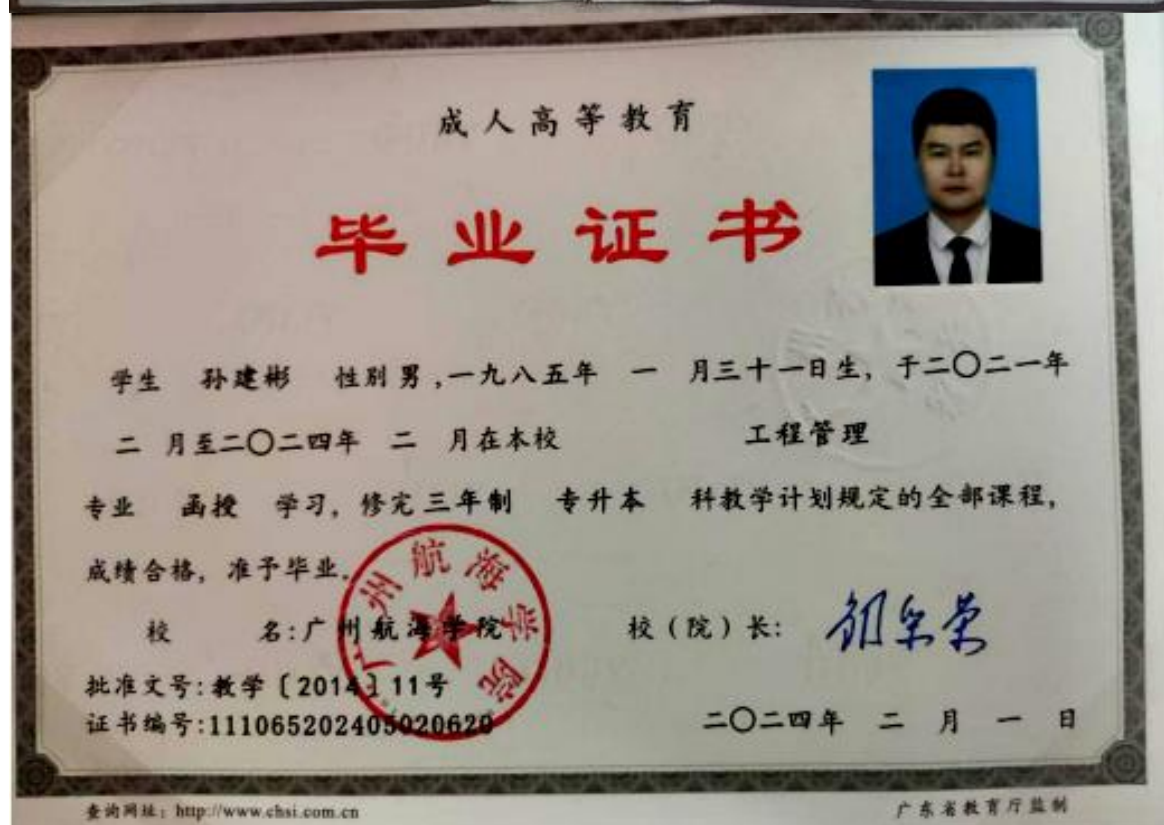 成人高等教育
毕业证书
学生 孙建彬 性别男,一九八五年 一 月三十一日生, 于二〇二一年
二 月至二〇二四年 二 月在本校 工程管理
专业 函授 学习, 修完三年制 专升本 科教学计划规定的全部课程,
成绩合格, 准予毕业.
校 名:广州航海学院 校(院)长:
广州航海学院
批准文号:教学〔2014〕11号
证书编号:111065202405020620 二〇二四年 二 月 一 日
查询网址: http://www.chsi.com.cn 广东省教育厅监制